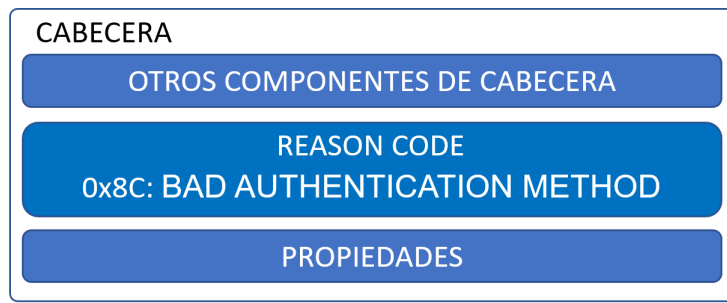 CABECERA
OTROS COMPONENTES DE CABECERA
REASON CODE
0x8C: BAD AUTHENTICATION METHOD
PROPIEDADES